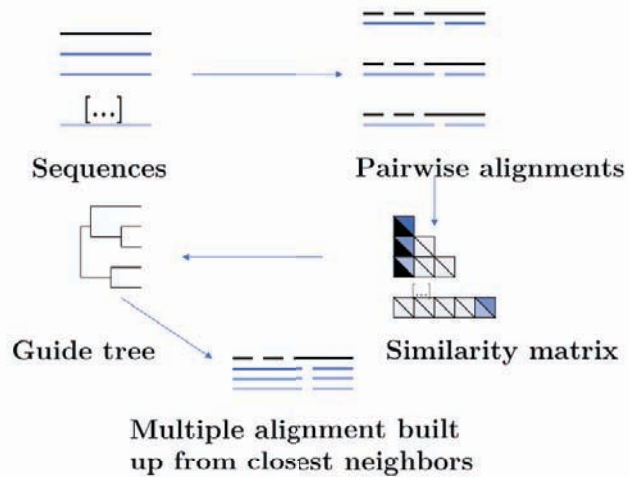 [...]
Sequences
Pairwise alignments
[...]
Guide tree
Similarity matrix
Multiple alignment built
up from closest neighbors